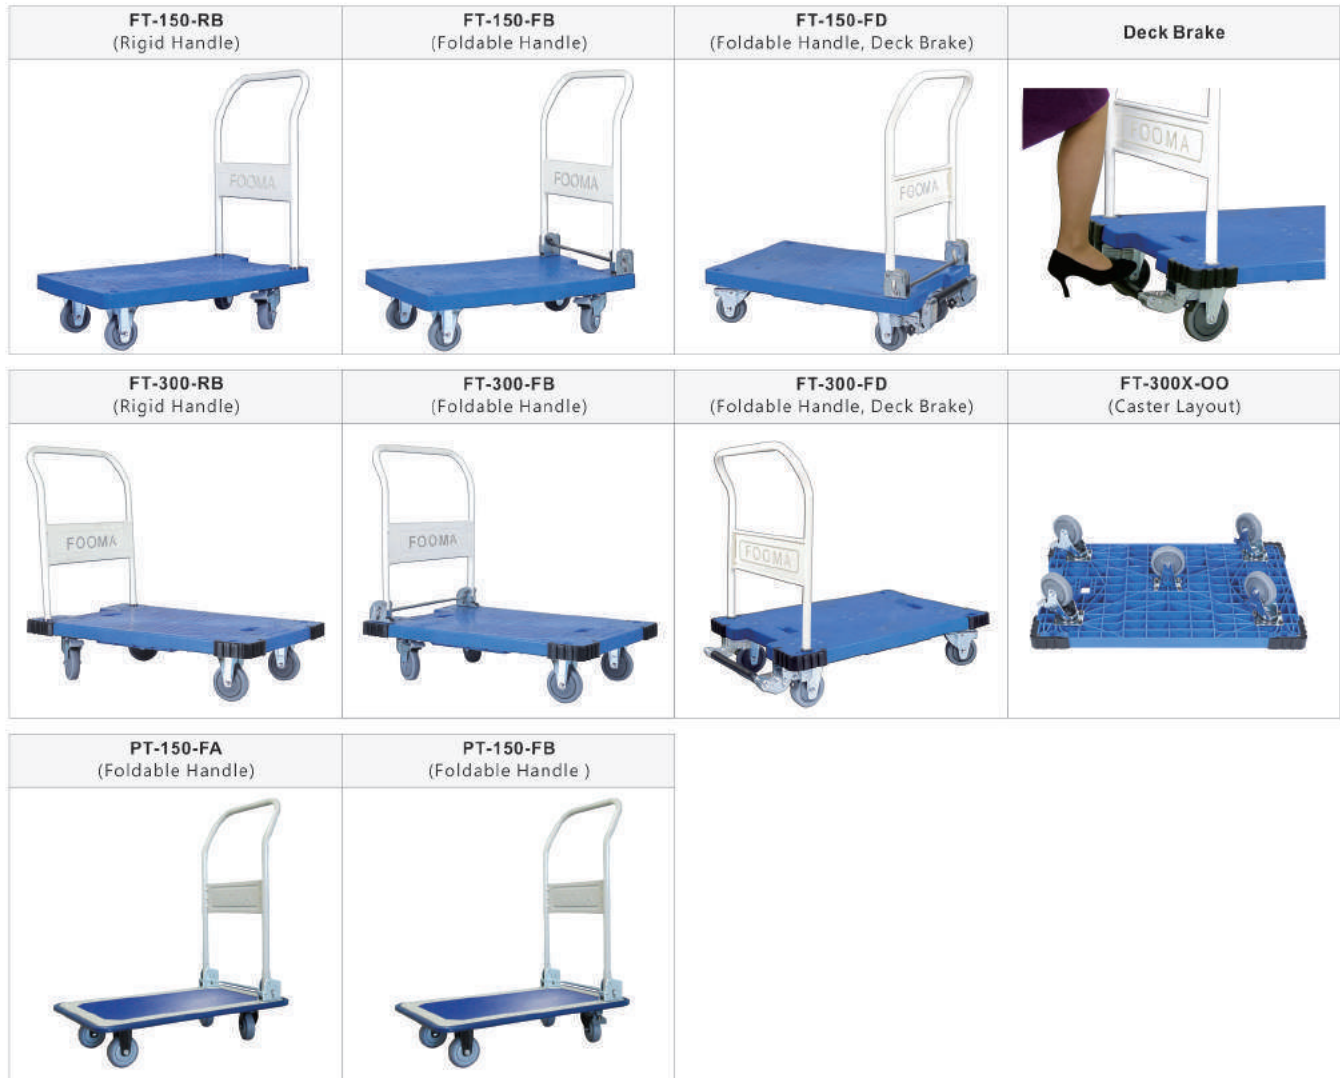 FT-150-RB
(Rigid Handle)
FT-150-FB
(Foldable Handle)
FT-150-FD
(Foldable Handle, Deck Brake)
Deck Brake
FOOMA
FOOMA
FOOMA
FOOMA
FT-300-RB
(Rigid Handle)
FT-300-FB
(Foldable Handle)
FT-300-FD
(Foldable Handle, Deck Brake)
FT-300X-OO
(Caster Layout)
FOOMA
FOOMA
FOOMA
PT-150-FA
(Foldable Handle)
PT-150-FB
(Foldable Handle )